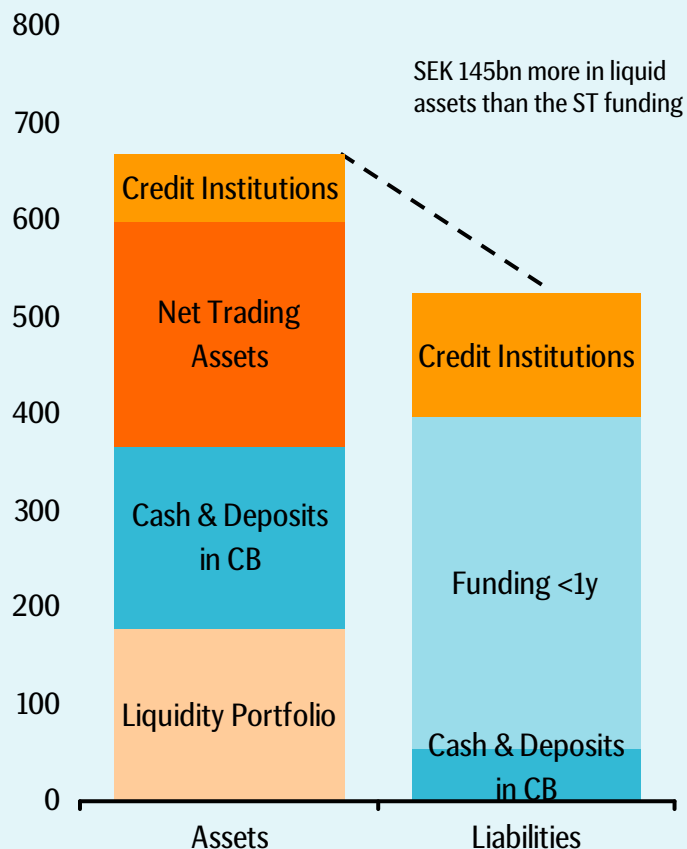 800
SEK 145bn more in liquid
assets than the ST funding
700
Credit Institutions
600
Net Trading
Assets
500
Credit Institutions
400
Cash & Deposits
in CB
300
Funding <1y
200
Liquidity Portfolio
100
Cash & Deposits
in CB
0
Assets
Liabilities